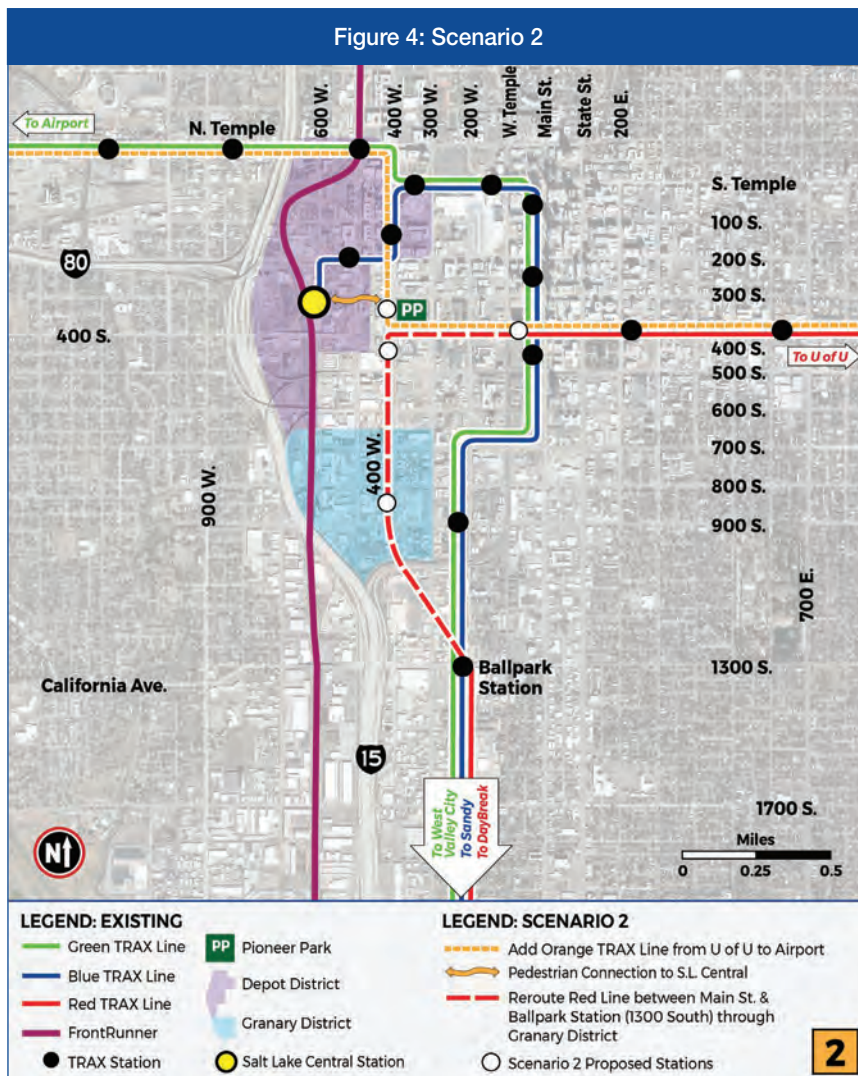 Figure 4: Scenario 2
To Airport
N. Temple
600 W.
400 W.
300 W.
200 W.
W. Temple
Main St.
State St.
200 E.
S. Temple
100 S.
200 S.
300 S.
80
PP
400 S.
400 S.
To U of U
500 S.
600 S.
700 S.
800 S.
900 S.
900 W.
400 W.
700 E.
Ballpark
Station
1300 S.
California Ave.
15
To West
Valley City
To Sandy
To DayBreak
1700 S.
N
Miles
0 0.25 0.5
LEGEND: EXISTING
Green TRAX Line
Blue TRAX Line
Red TRAX Line
FrontRunner
TRAX Station
PP Pioneer Park
Depot District
Granary District
Salt Lake Central Station
LEGEND: SCENARIO 2
Add Orange TRAX Line from U of U to Airport
Pedestrian Connection to S.L. Central
Reroute Red Line between Main St. &
Ballpark Station (1300 South) through
Granary District
Scenario 2 Proposed Stations
2